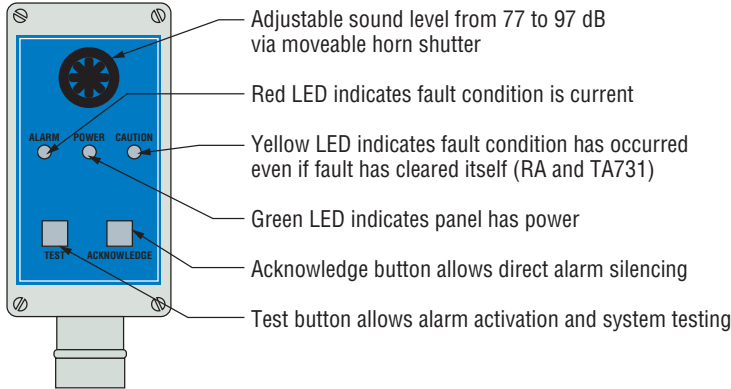 Adjustable sound level from 77 to 97 dB
via moveable horn shutter
Red LED indicates fault condition is current
ALARM POWER CAUTION
Yellow LED indicates fault condition has occurred
even if fault has cleared itself (RA and TA731)
Green LED indicates panel has power
TEST ACKNOWLEDGE
Acknowledge button allows direct alarm silencing
Test button allows alarm activation and system testing